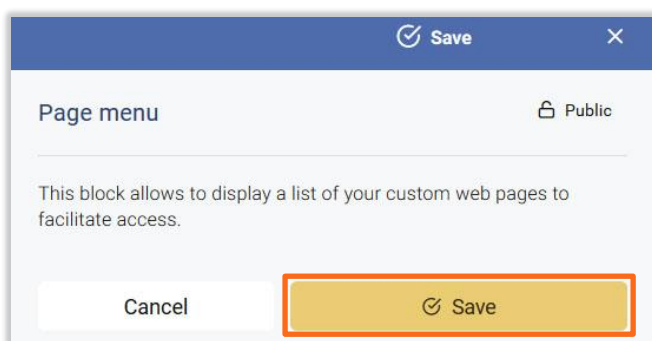 Save
Page menu
Public
This block allows to display a list of your custom web pages to
facilitate access.
Cancel
Save